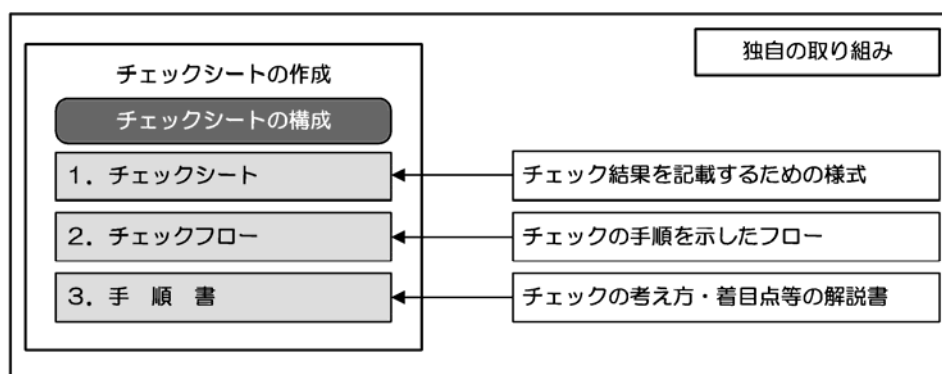 独自の取り組み
チェックシートの作成
チェックシートの構成
1．チェックシート
チェック結果を記載するための様式
2．チェックフロー
チェックの手順を示したフロー
3．手　順　書
チェックの考え方・着目点等の解説書